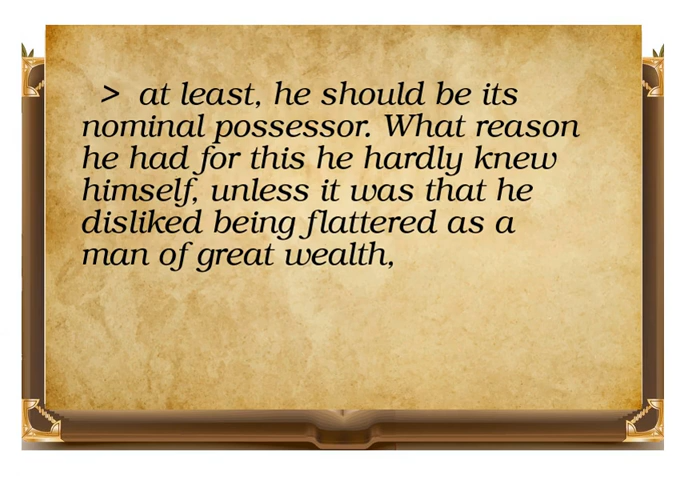 > at least, he should be its
nominal possessor. What reason
he had for this he hardly knew
himself, unless it was that he
disliked being flattered as a
man of great wealth,